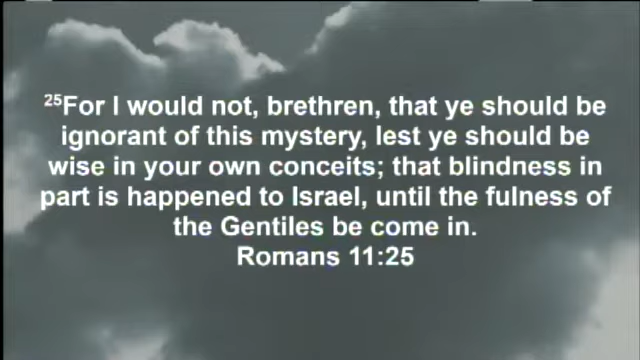 ²⁵For I would not, brethren, that ye should be
ignorant of this mystery, lest ye should be
wise in your own conceits; that blindness in
part is happened to Israel, until the fulness of
the Gentiles be come in.
Romans 11:25